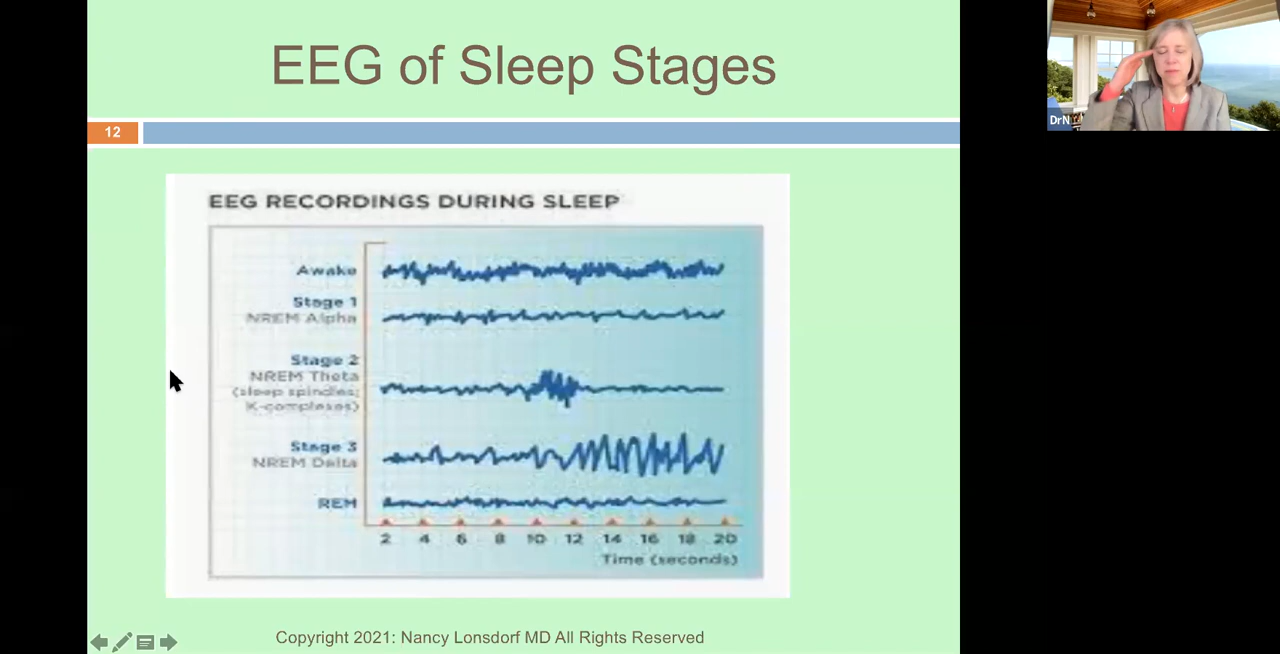 EEG of Sleep Stages
12
DrN
EEG RECORDINGS DURING SLEEP
Awake
Stage 1
NREM Alpha
Stage 2
NREM Theta
(sleep spindles;
K-complexes)
Stage 3
NREM Delta
REM
2 4 6 8 10 12 14 16 18 20
Time (seconds)
Copyright 2021: Nancy Lonsdorf MD All Rights Reserved